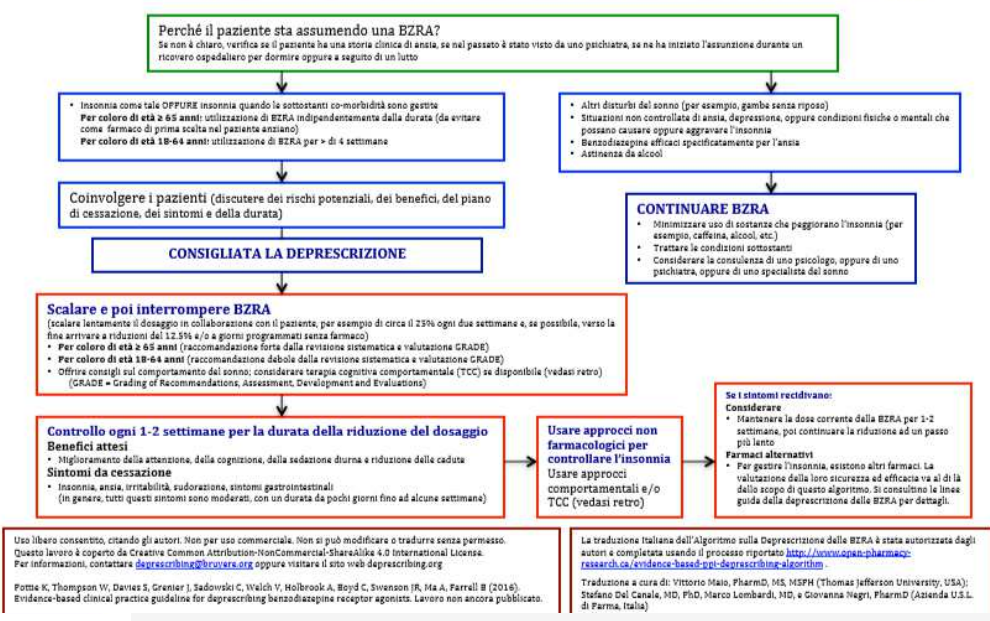 Perché il paziente sta assumendo una BZRA?
Se non è chiaro, verifica se il paziente ha una storia clinica di ansia, se nel passato è stato visto da uno psichiatra, se ne ha iniziato l'assunzione durante un
ricovero ospedaliero per dormire oppure a seguito di un lutto
• Insonnia come tale OPPURE insonnia quando le sottostanti co-morbidità sono gestite
Per coloro di età ≥ 65 anni: utilizzazione di BZRA indipendentemente dalla durata (da evitare
come farmaco di prima scelta nel paziente anziano)
Per coloro di età 18-64 anni: utilizzazione di BZRA per > di 4 settimane
• Altri disturbi del sonno (per esempio, gambe senza riposo)
• Situazioni non controllate di ansia, depressione, oppure condizioni fisiche o mentali che
possano causare oppure aggravare l'insonnia
• Benzodiazepine efficaci specificatamente per l'ansia
• Astinenza da alcool
Coinvolgere i pazienti (discutere dei rischi potenziali, dei benefici, del piano
di cessazione, dei sintomi e della durata)
CONSIGLIATA LA DEPRESCRIZIONE
CONTINUARE BZRA
• Minimizzare uso di sostanze che peggiorano l'insonnia (per
esempio, caffeina, alcool, etc.)
• Trattare le condizioni sottostanti
• Considerare la consulenza di uno psicologo, oppure di uno
psichiatra, oppure di uno specialista del sonno
Scalare e poi interrompere BZRA
(scalare lentamente il dosaggio in collaborazione con il paziente, per esempio di circa il 25% ogni due settimane e, se possibile, verso la
fine arrivare a riduzioni del 12.5% e/o a giorni programmati senza farmaco)
• Per coloro di età ≥ 65 anni (raccomandazione forte dalla revisione sistematica e valutazione GRADE)
• Per coloro di età 18-64 anni (raccomandazione debole dalla revisione sistematica e valutazione GRADE)
• Offrire consigli sul comportamento del sonno; considerare terapia cognitiva comportamentale (TCC) se disponibile (vedasi retro)
(GRADE = Grading of Recommendations, Assessment, Development and Evaluations)
Controllo ogni 1-2 settimane per la durata della riduzione del dosaggio
Benefici attesi
• Miglioramento della attenzione, della cognizione, della sedazione diurna e riduzione delle cadute
Sintomi da cessazione
• Insonnia, ansia, irritabilità, sudorazione, sintomi gastrointestinali
(in genere, tutti questi sintomi sono moderati, con un durata da pochi giorni fino ad alcune settimane)
Usare approcci non
farmacologici per
controllare l'insonnia
Usare approcci
comportamentali e/o
TCC (vedasi retro)
Se i sintomi recidivano:
Considerare
• Mantenere la dose corrente della BZRA per 1-2
settimane, poi continuare la riduzione ad un passo
più lento
Farmaci alternativi
• Per gestire l'insonnia, esistono altri farmaci. La
valutazione della loro sicurezza ed efficacia va al di là
dello scopo di questo algoritmo. Si consultino le linee
guida della deprescrizione delle BZRA per dettagli.
Uso libero consentito, citando gli autori. Non per uso commerciale. Non si può modificare o tradurre senza permesso.
Questo lavoro è coperto da Creative Common Attribution-NonCommercial-ShareAlike 4.0 International License.
Per informazioni, contattare deprescribing@bruyere.org oppure visitare il sito web deprescribing.org
Pottie K, Thompson W, Davies S, Grenier J, Sadowski C, Welch V, Holbrook A, Boyd C, Swenson JR, Ma A, Farrell B (2016).
Evidence-based clinical practice guideline for deprescribing benzodiazepine receptor agonists. Lavoro non ancora pubblicato.
La traduzione Italiana dell'Algoritmo sulla Deprescrizione delle BZRA è stata autorizzata dagli
autori e completata usando il processo riportato http://www.open-pharmacy-
research.ca/evidence-based-ppi-deprescribing-algorithm .
Traduzione a cura di: Vittorio Maio, PharmD, MS, MSPH (Thomas Jefferson University, USA);
Stefano Del Canale, MD, PhD, Marco Lombardi, MD, e Giovanna Negri, PharmD (Azienda U.S.L.
di Parma, Italia)